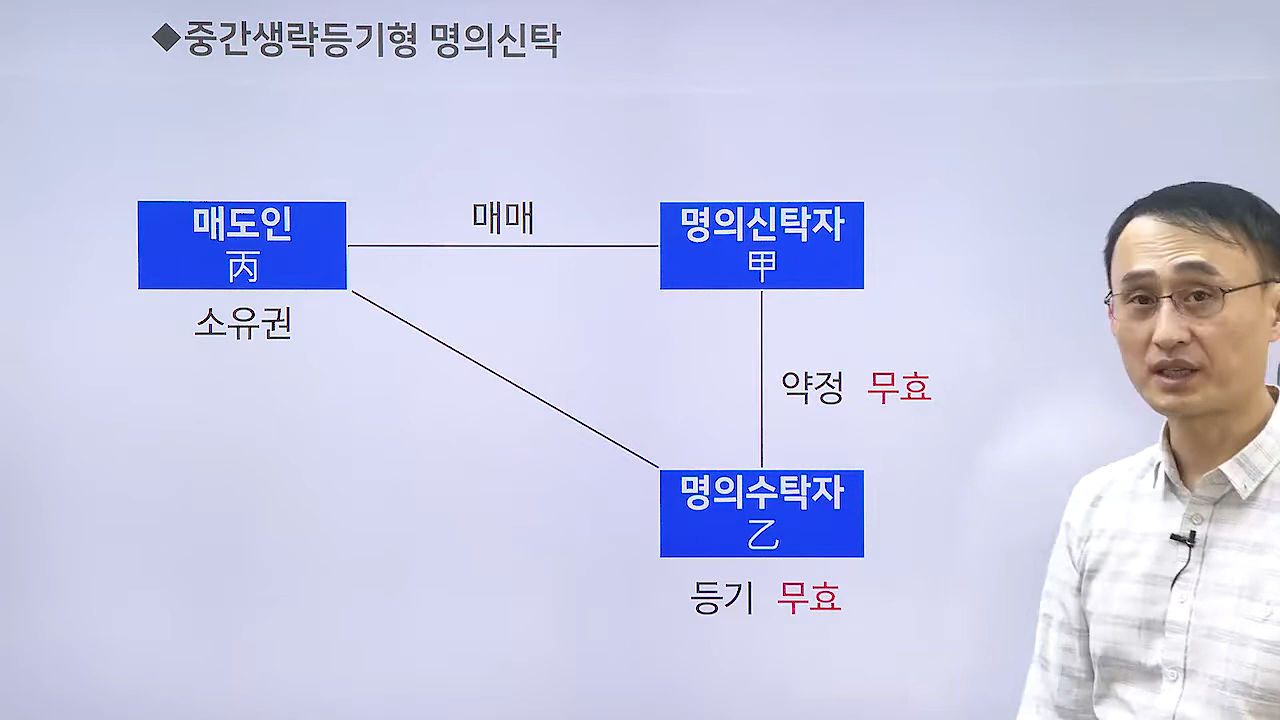 ◆중간생략등기형 명의신탁
매매
매도인
丙
명의신탁자
甲
소유권
약정 무효
명의수탁자
乙
등기 무효